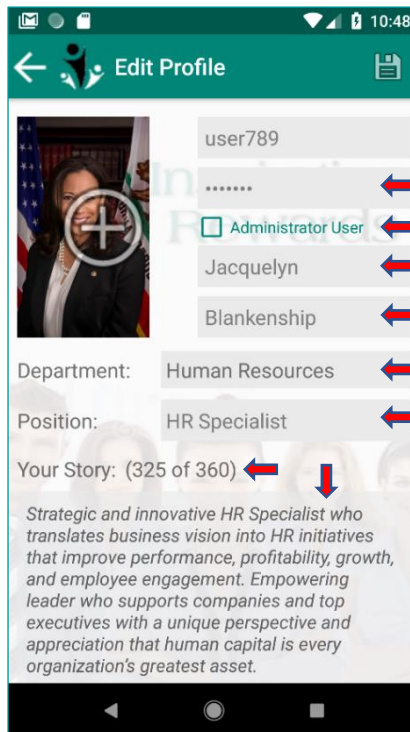 10:48
Edit Profile
user789
•••••••
Administrator User
Jacquelyn
Blankenship
Department: Human Resources
Position: HR Specialist
Your Story: (325 of 360)
Strategic and innovative HR Specialist who
translates business vision into HR initiatives
that improve performance, profitability, growth,
and employee engagement. Empowering
leader who supports companies and top
executives with a unique perspective and
appreciation that human capital is every
organization's greatest asset.